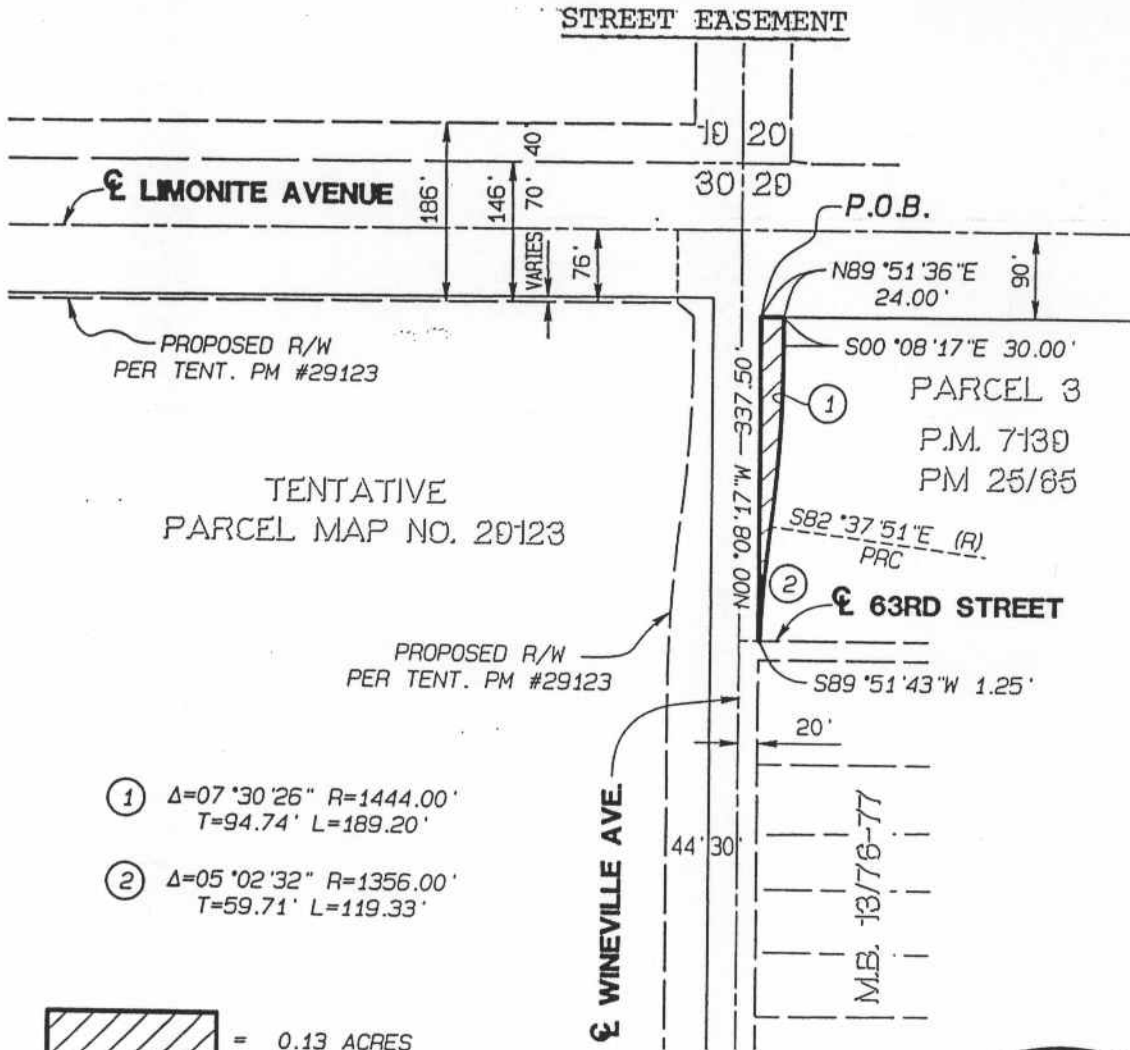 STREET EASEMENT
19 20
30 29
℄ LIMONITE AVENUE
186'
40'
146'
70'
VARIES
76'
P.O.B.
90'
N89°51'36"E
24.00'
S00°08'17"E 30.00'
PROPOSED R/W
PER TENT. PM #29123
1
PARCEL 3
P.M. 7139
PM 25/65
N00°08'17"W 337.50'
TENTATIVE
PARCEL MAP NO. 29123
S82°37'51"E (R)
PRC
2
℄ 63RD STREET
PROPOSED R/W
PER TENT. PM #29123
S89°51'43"W 1.25'
20'
1 Δ=07°30'26" R=1444.00'
T=94.74' L=189.20'
2 Δ=05°02'32" R=1356.00'
T=59.71' L=119.33'
44' 30'
℄ WINEVILLE AVE.
M.B. 13/76-77
= 0.13 ACRES